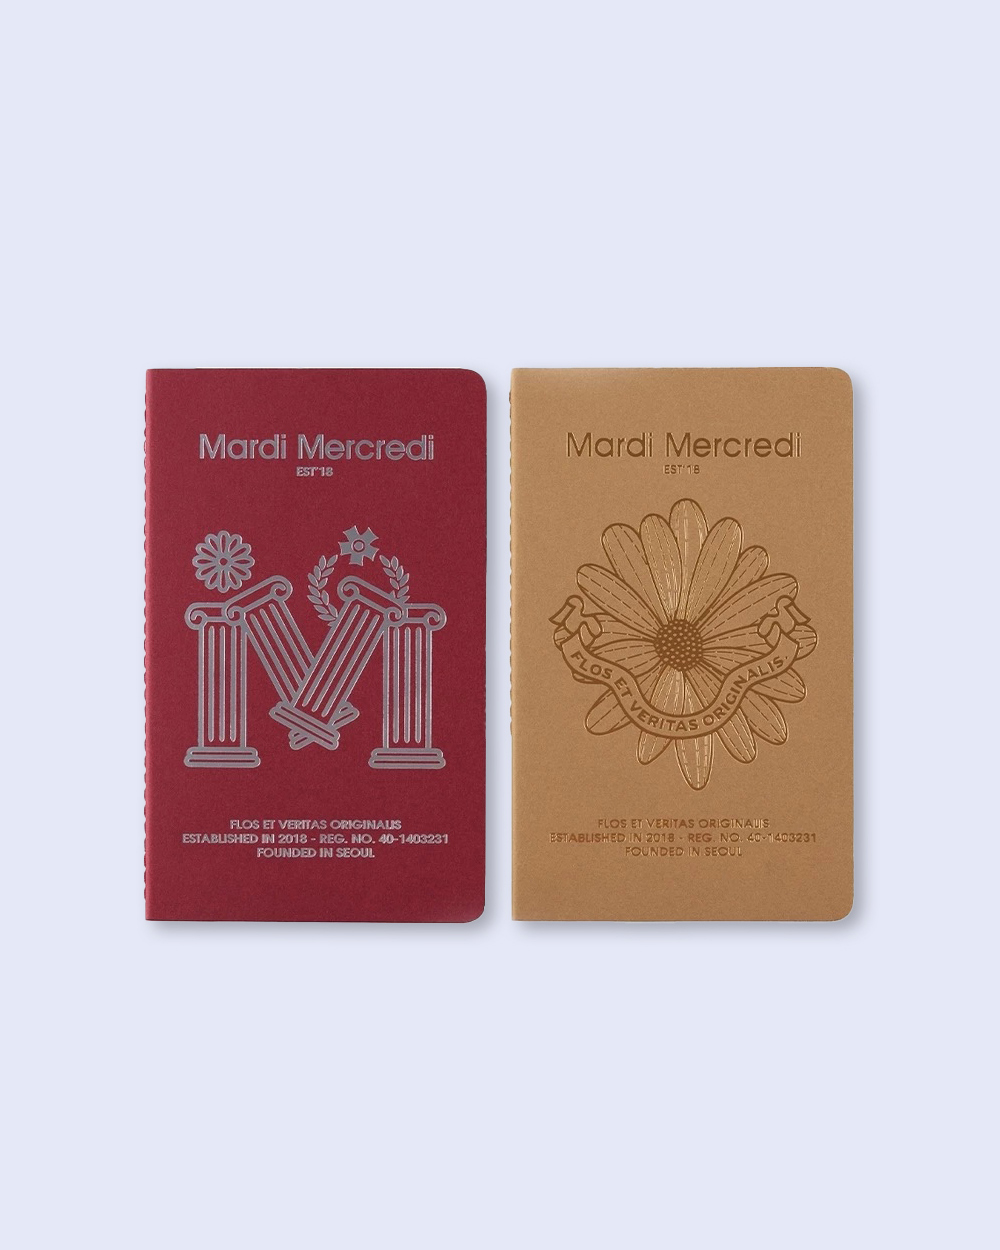 Mardi Mercredi
EST'18
FLOS ET VERITAS ORIGINALIS
ESTABLISHED IN 2018 - REG. NO. 40-1403231
FOUNDED IN SEOUL
Mardi Mercredi
EST'18
FLOS ET VERITAS ORIGINALIS.
FLOS ET VERITAS ORIGINALIS
ESTABLISHED IN 2018 - REG. NO. 40-1403231
FOUNDED IN SEOUL